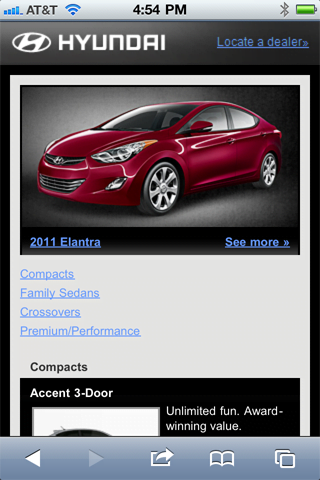 AT&T 4:54 PM
HYUNDAI Locate a dealer»
2011 Elantra See more »
Compacts
Family Sedans
Crossovers
Premium/Performance
Compacts
Accent 3-Door
Unlimited fun. Award-
winning value.